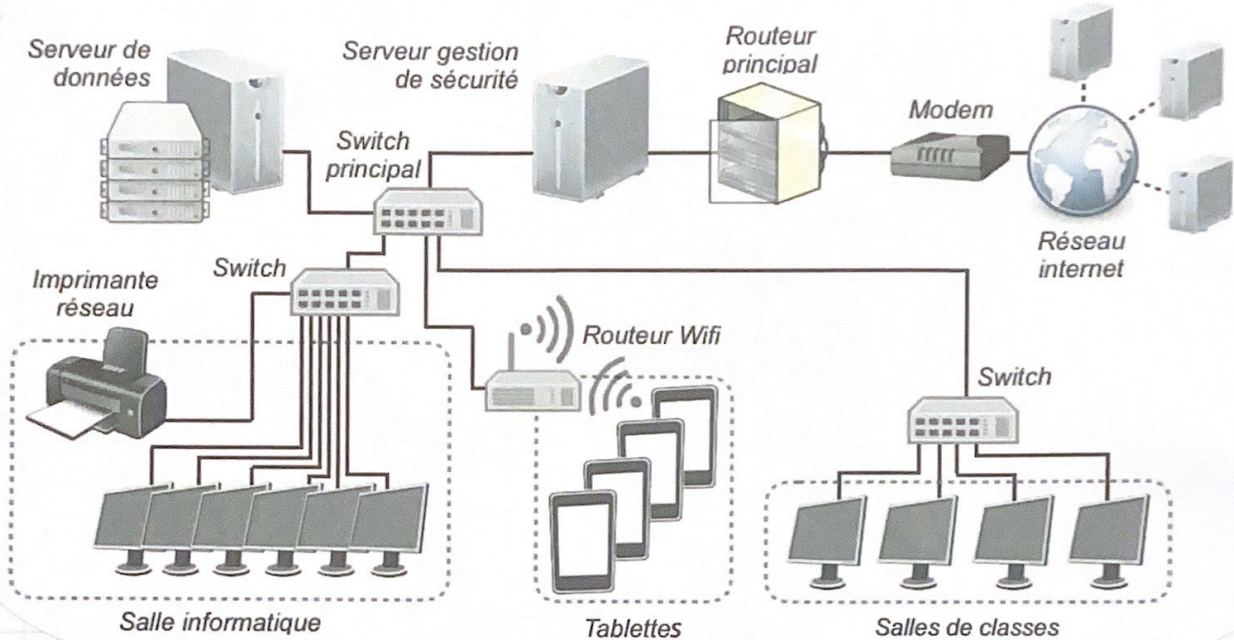 Serveur de
données
Serveur gestion
de sécurité
Routeur
principal
Modem
Switch
principal
Réseau
internet
Switch
Imprimante
réseau
Routeur Wifi
Switch
Salle informatique
Tablettes
Salles de classes